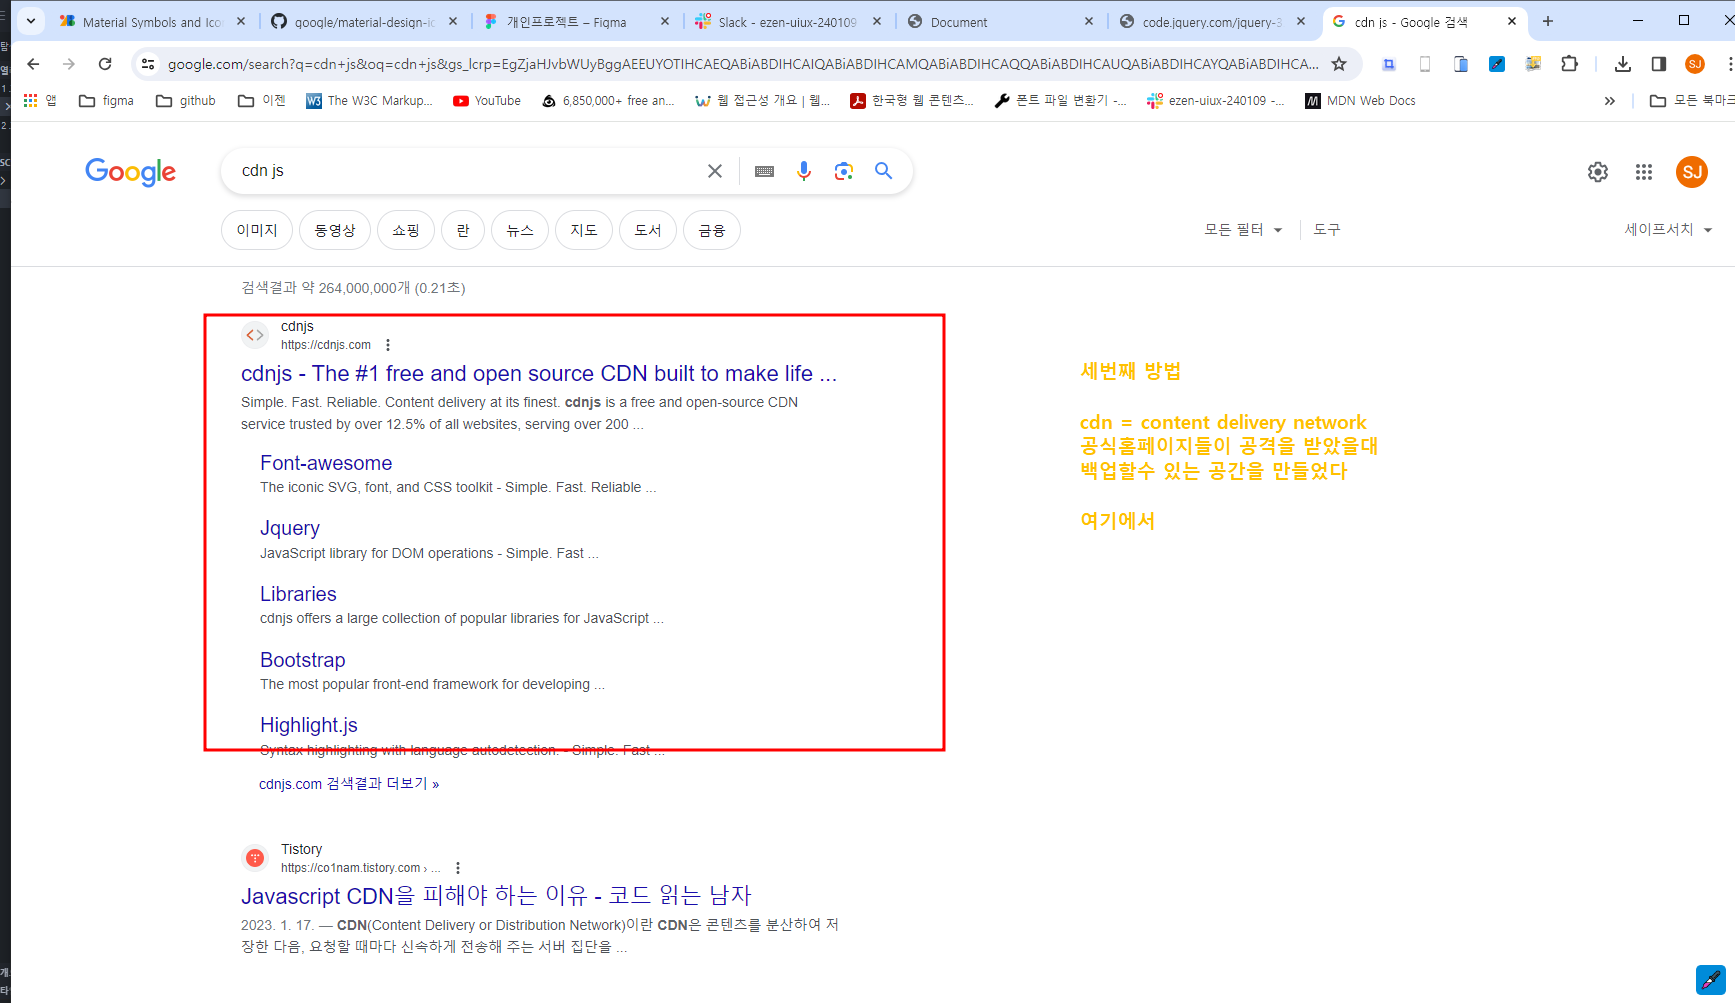 Material Symbols and Ico
google/material-design-ic
개인프로젝트 – Figma
Slack - ezen-uiux-240109
Document
code.jquery.com/jquery-3
cdn js - Google 검색
google.com/search?q=cdn+js&oq=cdn+js&gs_lcrp=EgZjaHJvbWUyBggAEEUYOTIHCAEQABiABDIHCAIQABiABDIHCAMQABiABDIHCAQQABiABDIHCAUQABiABDIHCAYQABiABDIHCA...
SJ
앱
figma
github
이젠
The W3C Markup...
YouTube
6,850,000+ free an...
웹 접근성 개요 | 웹...
한국형 웹 콘텐츠...
폰트 파일 변환기 -...
ezen-uiux-240109 -...
MDN Web Docs
모든 북마크
Google
cdn js
SJ
이미지
동영상
쇼핑
란
뉴스
지도
도서
금융
모든 필터
도구
세이프서치
검색결과 약 264,000,000개 (0.21초)
cdnjs
https://cdnjs.com
cdnjs - The #1 free and open source CDN built to make life ...
Simple. Fast. Reliable. Content delivery at its finest. cdnjs is a free and open-source CDN
service trusted by over 12.5% of all websites, serving over 200 ...
Font-awesome
The iconic SVG, font, and CSS toolkit - Simple. Fast. Reliable ...
Jquery
JavaScript library for DOM operations - Simple. Fast ...
Libraries
cdnjs offers a large collection of popular libraries for JavaScript ...
Bootstrap
The most popular front-end framework for developing ...
Highlight.js
Syntax highlighting with language autodetection. - Simple. Fast ...
cdnjs.com 검색결과 더보기 »
세번째 방법
cdn = content delivery network
공식홈페이지들이 공격을 받았을대
백업할수 있는 공간을 만들었다
여기에서
Tistory
https://co1nam.tistory.com › ...
Javascript CDN을 피해야 하는 이유 - 코드 읽는 남자
2023. 1. 17. — CDN(Content Delivery or Distribution Network)이란 CDN은 콘텐츠를 분산하여 저
장한 다음, 요청할 때마다 신속하게 전송해 주는 서버 집단을 ...